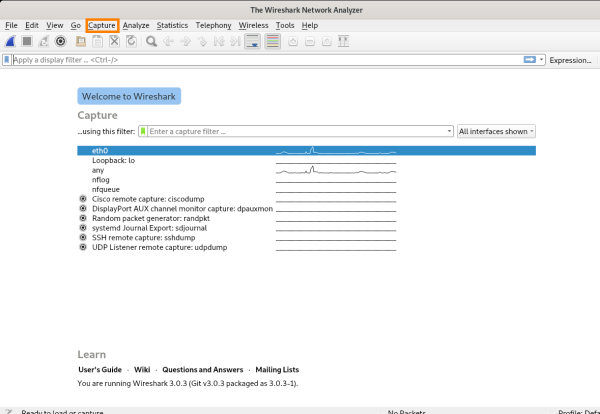 The Wireshark Network Analyzer
File Edit View Go Capture Analyze Statistics Telephony Wireless Tools Help
Apply a display filter … <Ctrl-/> Expression…
Welcome to Wireshark
Capture
…using this filter: Enter a capture filter … All interfaces shown
eth0
Loopback: lo
any
nflog
nfqueue
Cisco remote capture: ciscodump
DisplayPort AUX channel monitor capture: dpauxmon
Random packet generator: randpkt
systemd Journal Export: sdjournal
SSH remote capture: sshdump
UDP Listener remote capture: udpdump
Learn
User's Guide · Wiki · Questions and Answers · Mailing Lists
You are running Wireshark 3.0.3 (Git v3.0.3 packaged as 3.0.3-1).
Ready to load or capture No Packets Profile: Defa